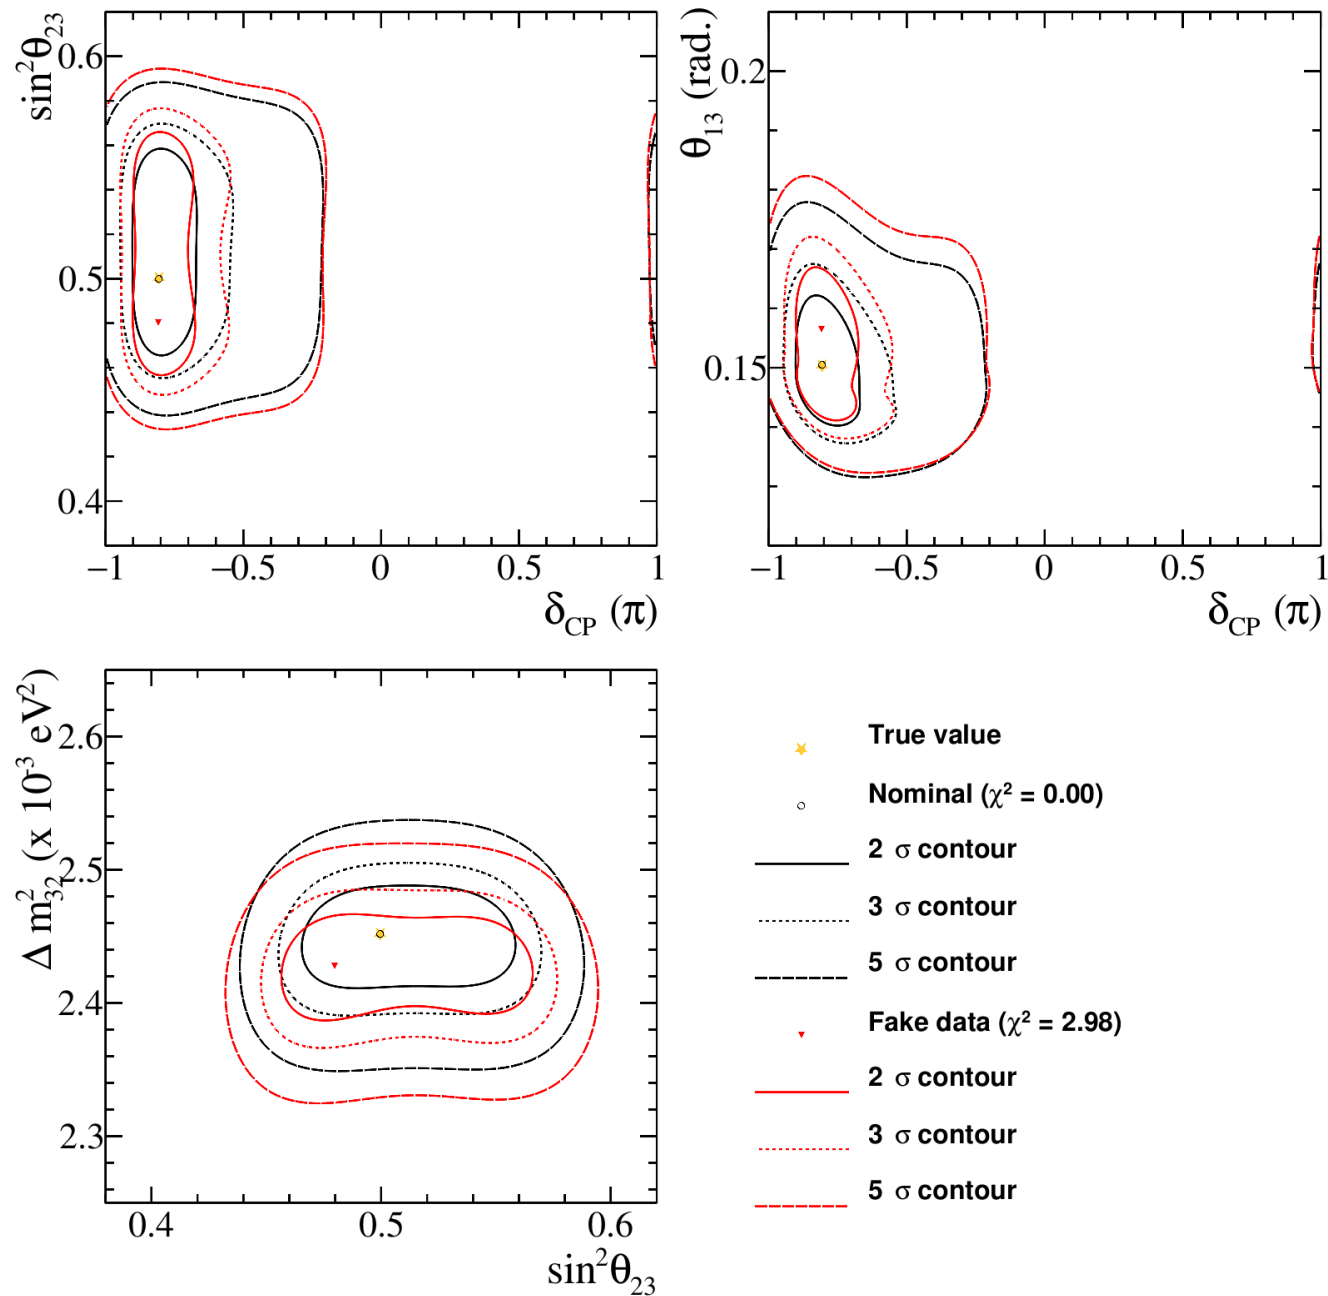 sin²θ₂₃
0.6
0.5
0.4
−1 −0.5 0 0.5 1
δCP (π)
θ₁₃ (rad.)
0.2
0.15
−1 −0.5 0 0.5 1
δCP (π)
Δ m²₃₂ (x 10⁻³ eV²)
2.6
2.5
2.4
2.3
0.4 0.5 0.6
sin²θ₂₃
True value
Nominal (χ² = 0.00)
2 σ contour
3 σ contour
5 σ contour
Fake data (χ² = 2.98)
2 σ contour
3 σ contour
5 σ contour